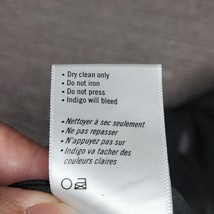 • Dry clean only
• Do not iron
• Do not press
• Indigo will bleed
• Nettoyer à sec seulement
• Ne pas repasser
• N'appuyez pas sur
• Indigo va tacher des
couleurs claires